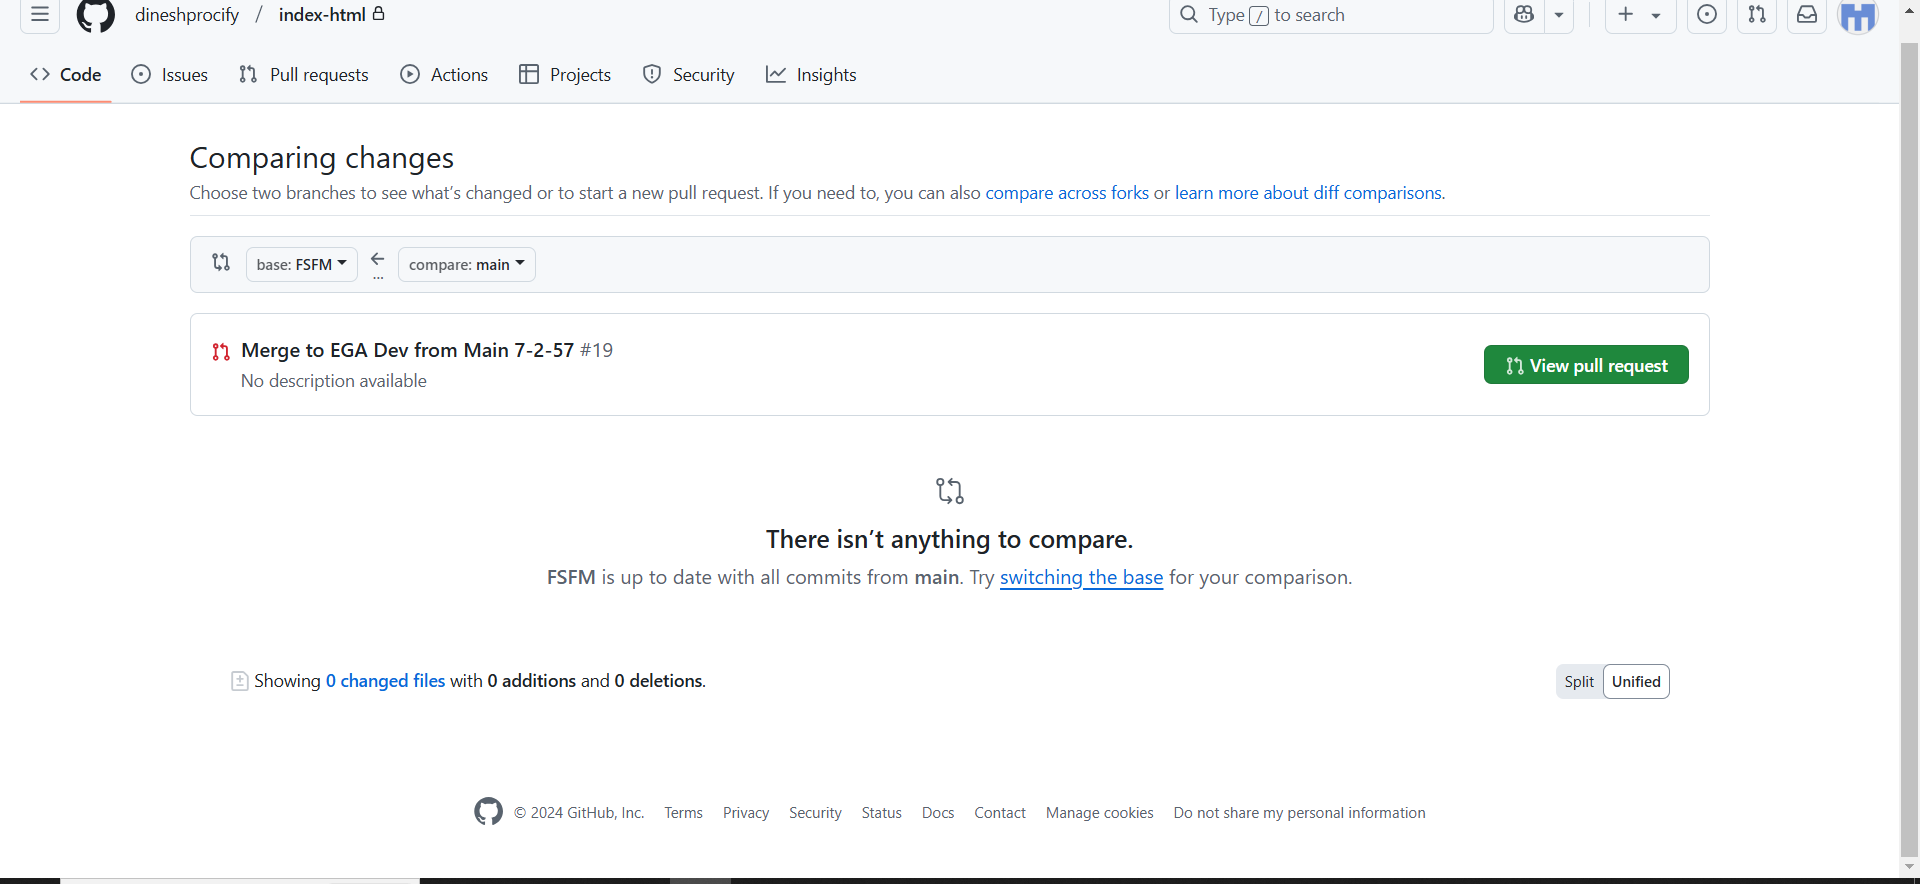 dineshprocify / index-html
Type / to search
Code Issues Pull requests Actions Projects Security Insights
Comparing changes
Choose two branches to see what's changed or to start a new pull request. If you need to, you can also compare across forks or learn more about diff comparisons.
base: FSFM ... compare: main
Merge to EGA Dev from Main 7-2-57 #19
No description available
View pull request
There isn't anything to compare.
FSFM is up to date with all commits from main. Try switching the base for your comparison.
Showing 0 changed files with 0 additions and 0 deletions.
Split Unified
© 2024 GitHub, Inc. Terms Privacy Security Status Docs Contact Manage cookies Do not share my personal information